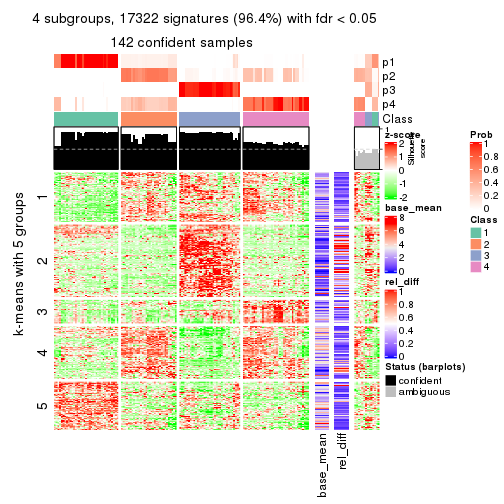 4 subgroups, 17322 signatures (96.4%) with fdr < 0.05
142 confident samples
p1
p2
p3
p4
Class
1
Silhouette
score
k-means with 5 groups
1
2
3
4
5
base_mean
rel_diff
z-score
2
1
0
-1
-2
base_mean
8
6
4
2
0
rel_diff
1
0.8
0.6
0.4
0.2
0
Status (barplots)
confident
ambiguous
Prob
1
0.8
0.6
0.4
0.2
0
Class
1
2
3
4